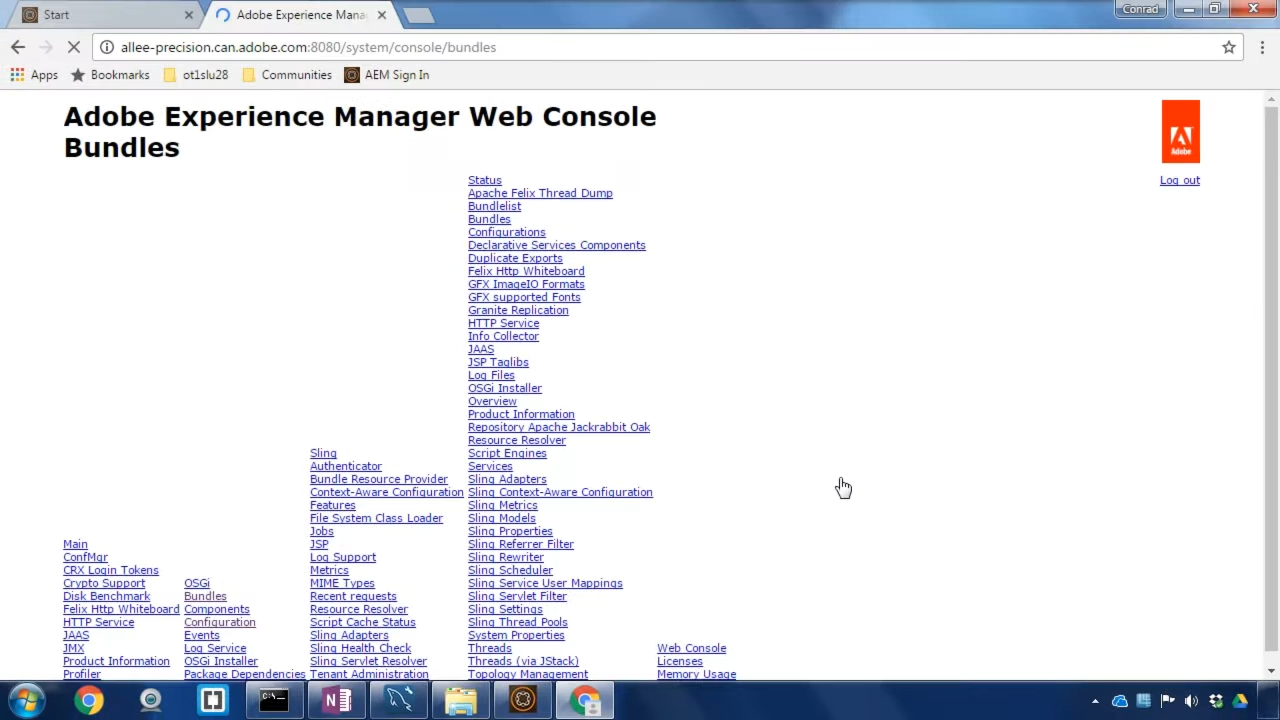 Start
Adobe Experience Mana
Conrad
allee-precision.can.adobe.com:8080/system/console/bundles
Apps
Bookmarks
ot1slu28
Communities
AEM Sign In
Adobe Experience Manager Web Console
Bundles
Adobe
Log out
Main
ConfMgr
CRX Login Tokens
Crypto Support
Disk Benchmark
Felix Http Whiteboard
HTTP Service
JAAS
JMX
Product Information
Profiler
OSGi
Bundles
Components
Configuration
Events
Log Service
OSGi Installer
Package Dependencies
Sling
Authenticator
Bundle Resource Provider
Context-Aware Configuration
Features
File System Class Loader
Jobs
JSP
Log Support
Metrics
MIME Types
Recent requests
Resource Resolver
Script Cache Status
Sling Adapters
Sling Health Check
Sling Servlet Resolver
Tenant Administration
Status
Apache Felix Thread Dump
Bundlelist
Bundles
Configurations
Declarative Services Components
Duplicate Exports
Felix Http Whiteboard
GFX ImageIO Formats
GFX supported Fonts
Granite Replication
HTTP Service
Info Collector
JAAS
JSP Taglibs
Log Files
OSGi Installer
Overview
Product Information
Repository Apache Jackrabbit Oak
Resource Resolver
Script Engines
Services
Sling Adapters
Sling Context-Aware Configuration
Sling Metrics
Sling Models
Sling Properties
Sling Referrer Filter
Sling Rewriter
Sling Scheduler
Sling Service User Mappings
Sling Servlet Filter
Sling Settings
Sling Thread Pools
System Properties
Threads
Threads (via JStack)
Topology Management
Web Console
Licenses
Memory Usage